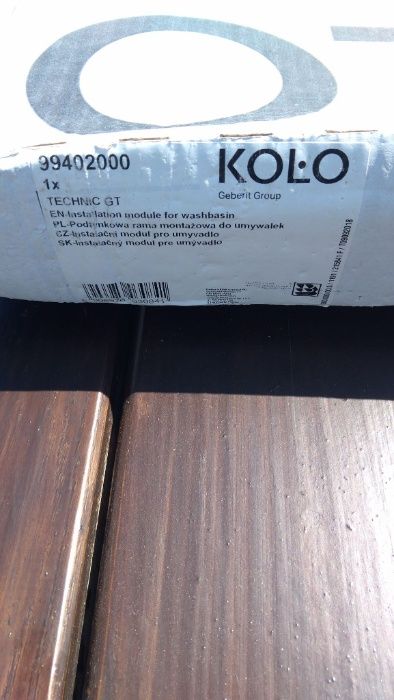 99402000
KOŁO
1x
Geberit Group
TECHNIC GT
EN-Installation module for washbasin
PL-Podtynkowa rama montażowa do umywalek
CZ-Instalační modul pro umyvadlo
SK-Inštalačný modul pre umývadlo